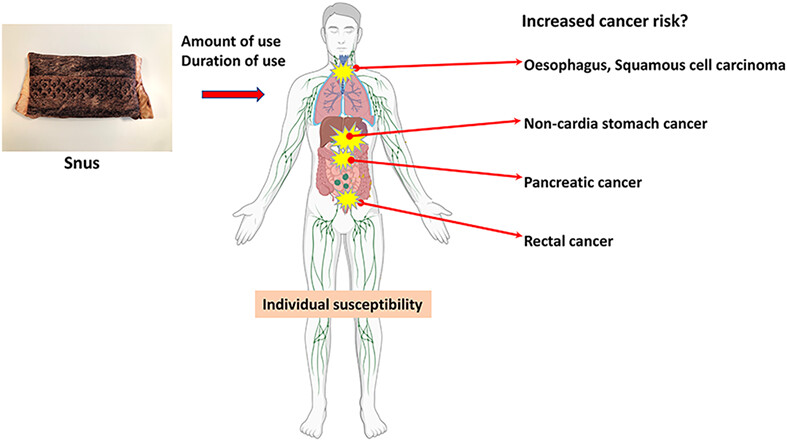 Increased cancer risk?
Amount of use
Duration of use
Snus
Oesophagus, Squamous cell carcinoma
Non-cardia stomach cancer
Pancreatic cancer
Rectal cancer
Individual susceptibility